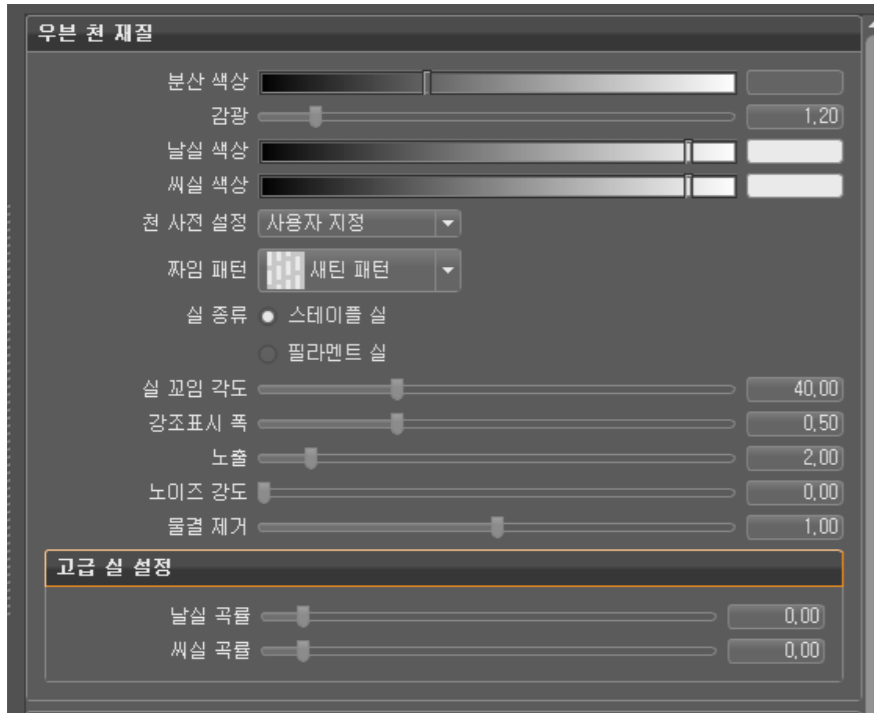 우븐 천 재질
분산 색상
감광 1,20
날실 색상
씨실 색상
천 사전 설정 사용자 지정
짜임 패턴 새틴 패턴
실 종류 스테이플 실
필라멘트 실
실 꼬임 각도 40,00
강조표시 폭 0,50
노출 2,00
노이즈 강도 0,00
물결 제거 1,00
고급 실 설정
날실 곡률 0,00
씨실 곡률 0,00